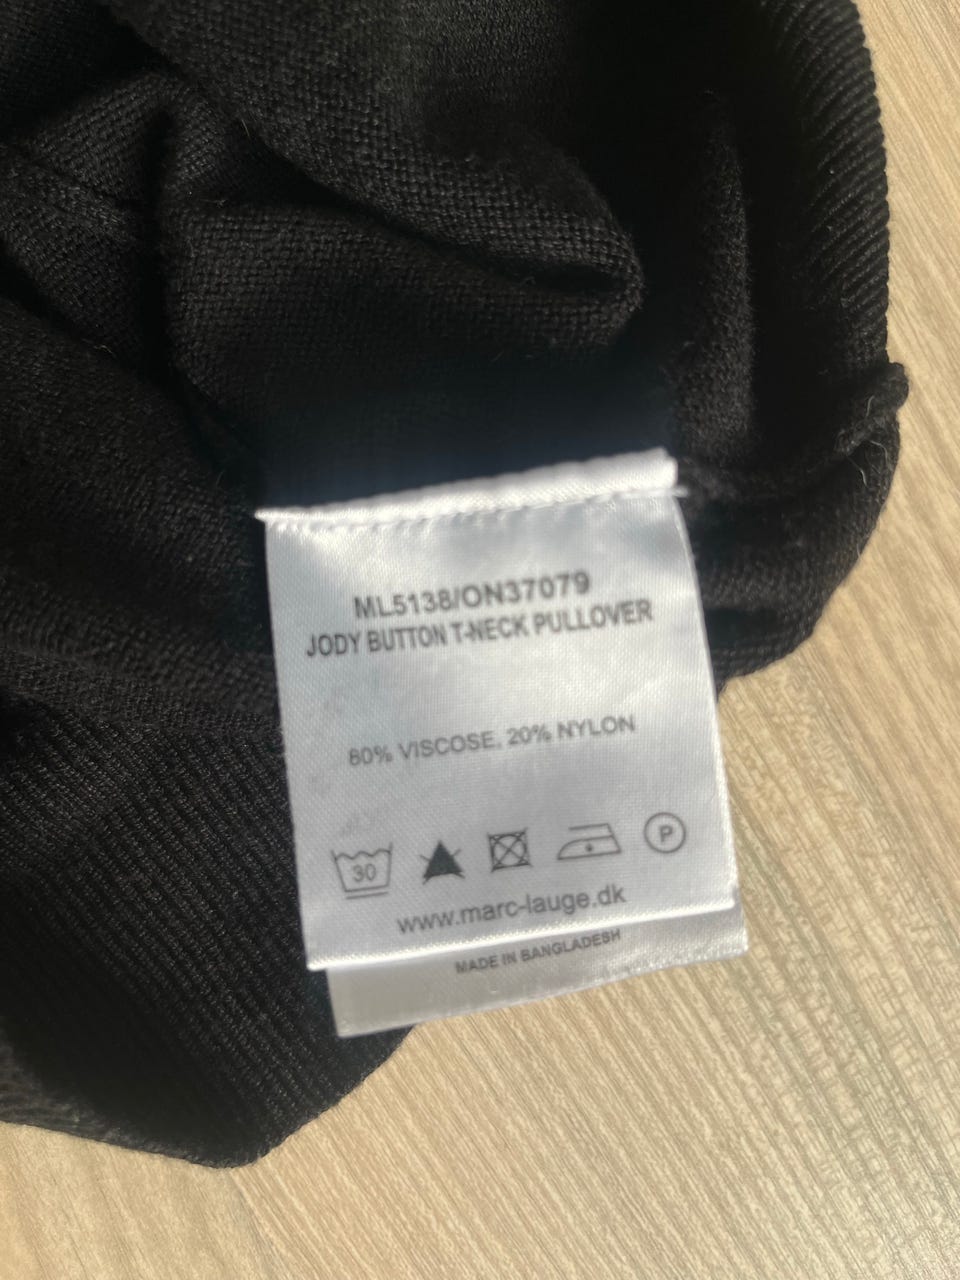 ML5138/ON37079
JODY BUTTON T-NECK PULLOVER
80% VISCOSE, 20% NYLON
30
P
www.marc-lauge.dk
MADE IN BANGLADESH